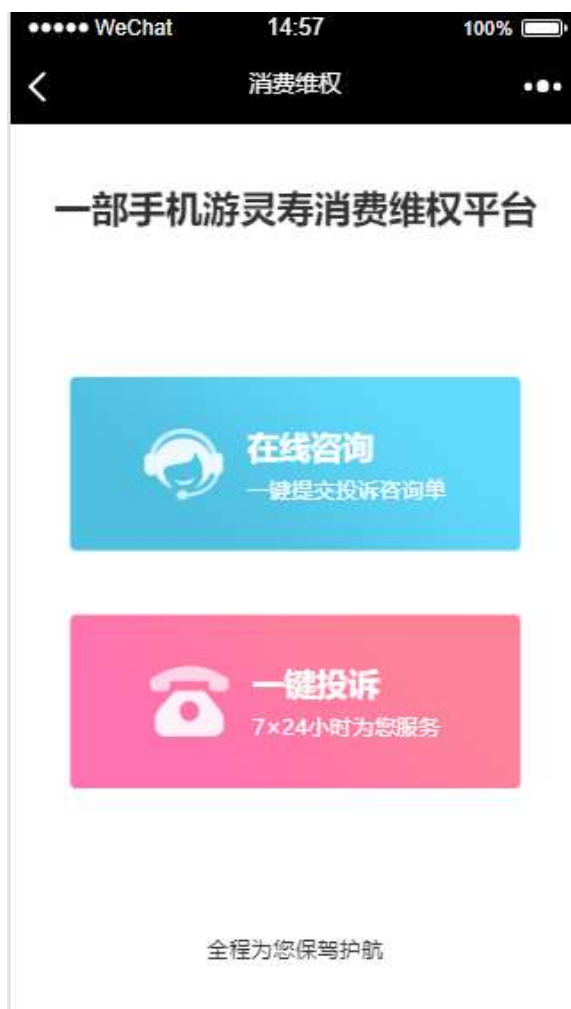 ●●●●● WeChat 14:57 100%
消费维权
一部手机游灵寿消费维权平台
在线咨询
一键提交投诉咨询单
一键投诉
7×24小时为您服务
全程为您保驾护航